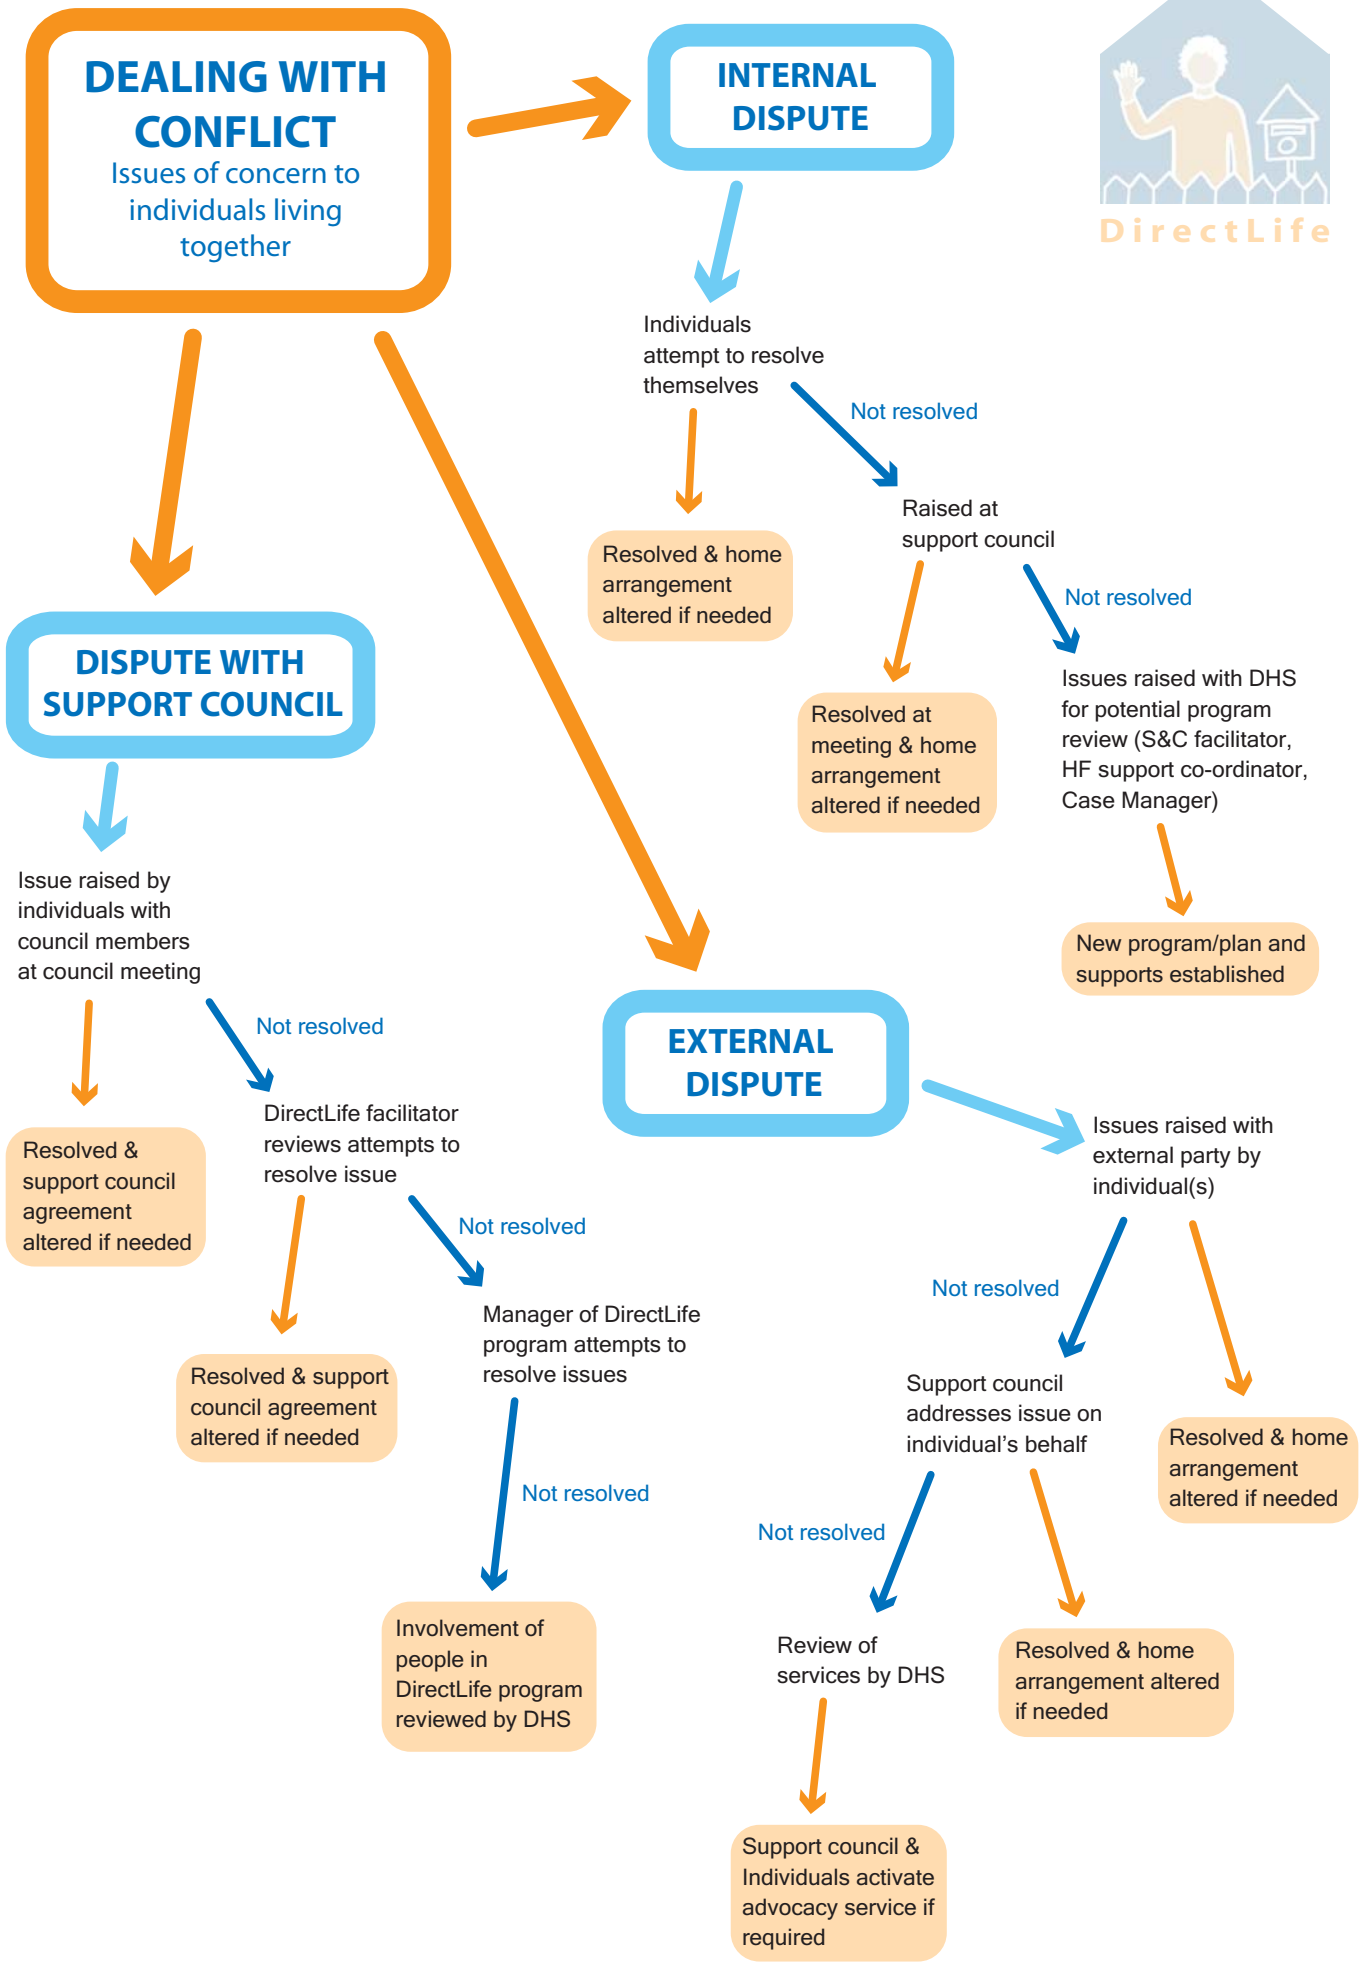 DEALING WITH
CONFLICT
Issues of concern to
individuals living
together
INTERNAL
DISPUTE
DirectLife
Individuals
attempt to resolve
themselves
Not resolved
Resolved & home
arrangement
altered if needed
Raised at
support council
Not resolved
Resolved at
meeting & home
arrangement
altered if needed
Issues raised with DHS
for potential program
review (S&C facilitator,
HF support co-ordinator,
Case Manager)
New program/plan and
supports established
DISPUTE WITH
SUPPORT COUNCIL
Issue raised by
individuals with
council members
at council meeting
Not resolved
Resolved &
support council
agreement
altered if needed
DirectLife facilitator
reviews attempts to
resolve issue
Not resolved
Resolved & support
council agreement
altered if needed
Manager of DirectLife
program attempts to
resolve issues
Not resolved
Involvement of
people in
DirectLife program
reviewed by DHS
EXTERNAL
DISPUTE
Issues raised with
external party by
individual(s)
Not resolved
Resolved & home
arrangement
altered if needed
Support council
addresses issue on
individual’s behalf
Not resolved
Resolved & home
arrangement altered
if needed
Review of
services by DHS
Support council &
Individuals activate
advocacy service if
required